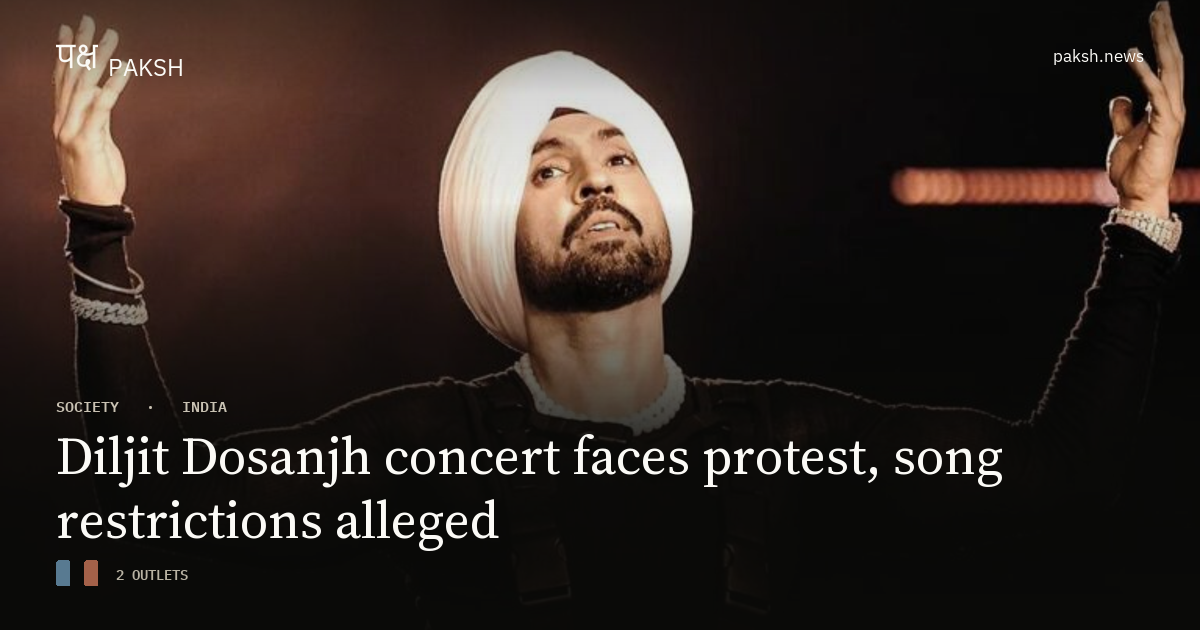 पक्ष PAKSH
paksh.news
SOCIETY · INDIA
Diljit Dosanjh concert faces protest, song
restrictions alleged
2 OUTLETS